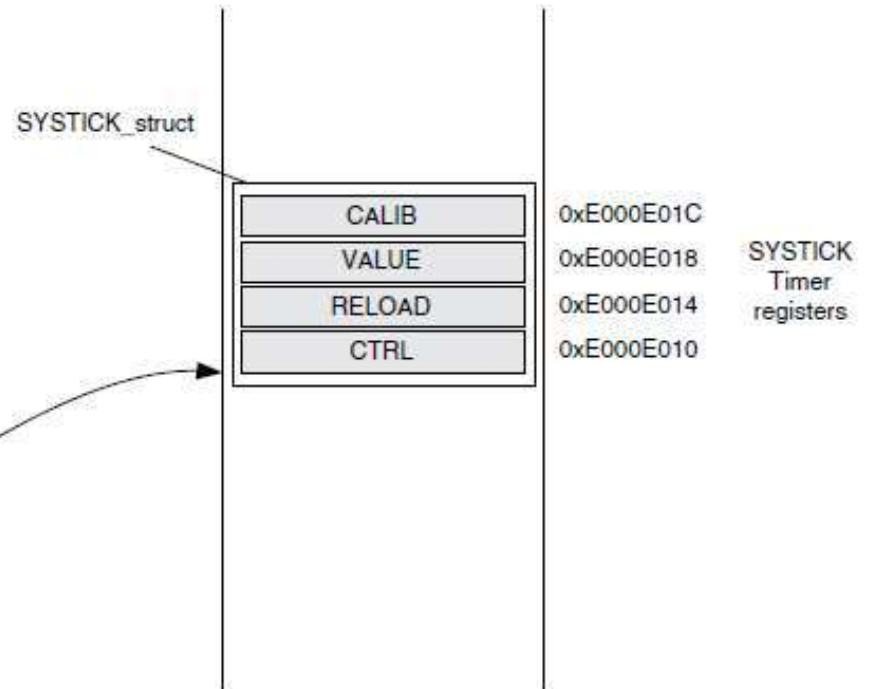 SYSTICK_struct
CALIB
0xE000E01C
VALUE
0xE000E018
RELOAD
0xE000E014
CTRL
0xE000E010
SYSTICK
Timer
registers